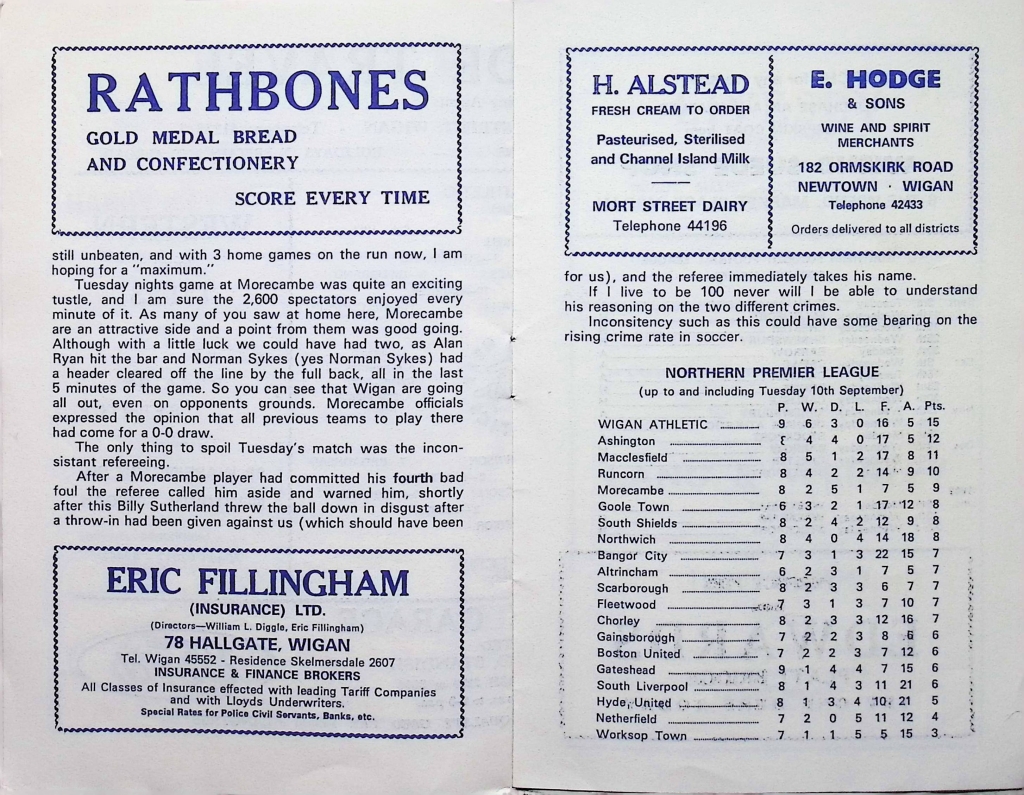 RATHBONES
GOLD MEDAL BREAD
AND CONFECTIONERY
SCORE EVERY TIME
still unbeaten, and with 3 home games on the run now, I am
hoping for a "maximum."
Tuesday nights game at Morecambe was quite an exciting
tustle, and I am sure the 2,600 spectators enjoyed every
minute of it. As many of you saw at home here, Morecambe
are an attractive side and a point from them was good going.
Although with a little luck we could have had two, as Alan
Ryan hit the bar and Norman Sykes (yes Norman Sykes) had
a header cleared off the line by the full back, all in the last
5 minutes of the game. So you can see that Wigan are going
all out, even on opponents grounds. Morecambe officials
expressed the opinion that all previous teams to play there
had come for a 0-0 draw.
The only thing to spoil Tuesday's match was the incon-
sistant refereeing.
After a Morecambe player had committed his fourth bad
foul the referee called him aside and warned him, shortly
after this Billy Sutherland threw the ball down in disgust after
a throw-in had been given against us (which should have been
ERIC FILLINGHAM
(INSURANCE) LTD.
(Directors—William L. Diggle, Eric Fillingham)
78 HALLGATE, WIGAN
Tel. Wigan 45552 - Residence Skelmersdale 2607
INSURANCE & FINANCE BROKERS
All Classes of Insurance effected with leading Tariff Companies
and with Lloyds Underwriters.
Special Rates for Police Civil Servants, Banks, etc.
H. ALSTEAD
FRESH CREAM TO ORDER
Pasteurised, Sterilised
and Channel Island Milk
MORT STREET DAIRY
Telephone 44196
E. HODGE
& SONS
WINE AND SPIRIT
MERCHANTS
182 ORMSKIRK ROAD
NEWTOWN · WIGAN
Telephone 42433
Orders delivered to all districts
for us), and the referee immediately takes his name.
If I live to be 100 never will I be able to understand
his reasoning on the two different crimes.
Inconsitency such as this could have some bearing on the
rising crime rate in soccer.
NORTHERN PREMIER LEAGUE
(up to and including Tuesday 10th September)
P. W. D. L. F. A. Pts.
WIGAN ATHLETIC 9 6 3 0 16 5 15
Ashington 8 4 4 0 17 5 12
Macclesfield 8 5 1 2 17 8 11
Runcorn 8 4 2 2 14 9 10
Morecambe 8 2 5 1 7 5 9
Goole Town 6 3 2 1 17 12 8
South Shields 8 2 4 2 12 9 8
Northwich 8 4 0 4 14 18 8
Bangor City 7 3 1 3 22 15 7
Altrincham 6 2 3 1 7 5 7
Scarborough 8 2 3 3 6 7 7
Fleetwood 7 3 1 3 7 10 7
Chorley 8 2 3 3 12 16 7
Gainsborough 7 2 2 3 8 6 6
Boston United 7 2 2 3 7 12 6
Gateshead 9 1 4 4 7 15 6
South Liverpool 8 1 4 3 11 21 6
Hyde, United 8 1 3 4 10 21 5
Netherfield 7 2 0 5 11 12 4
Worksop Town 7 1 1 5 5 15 3